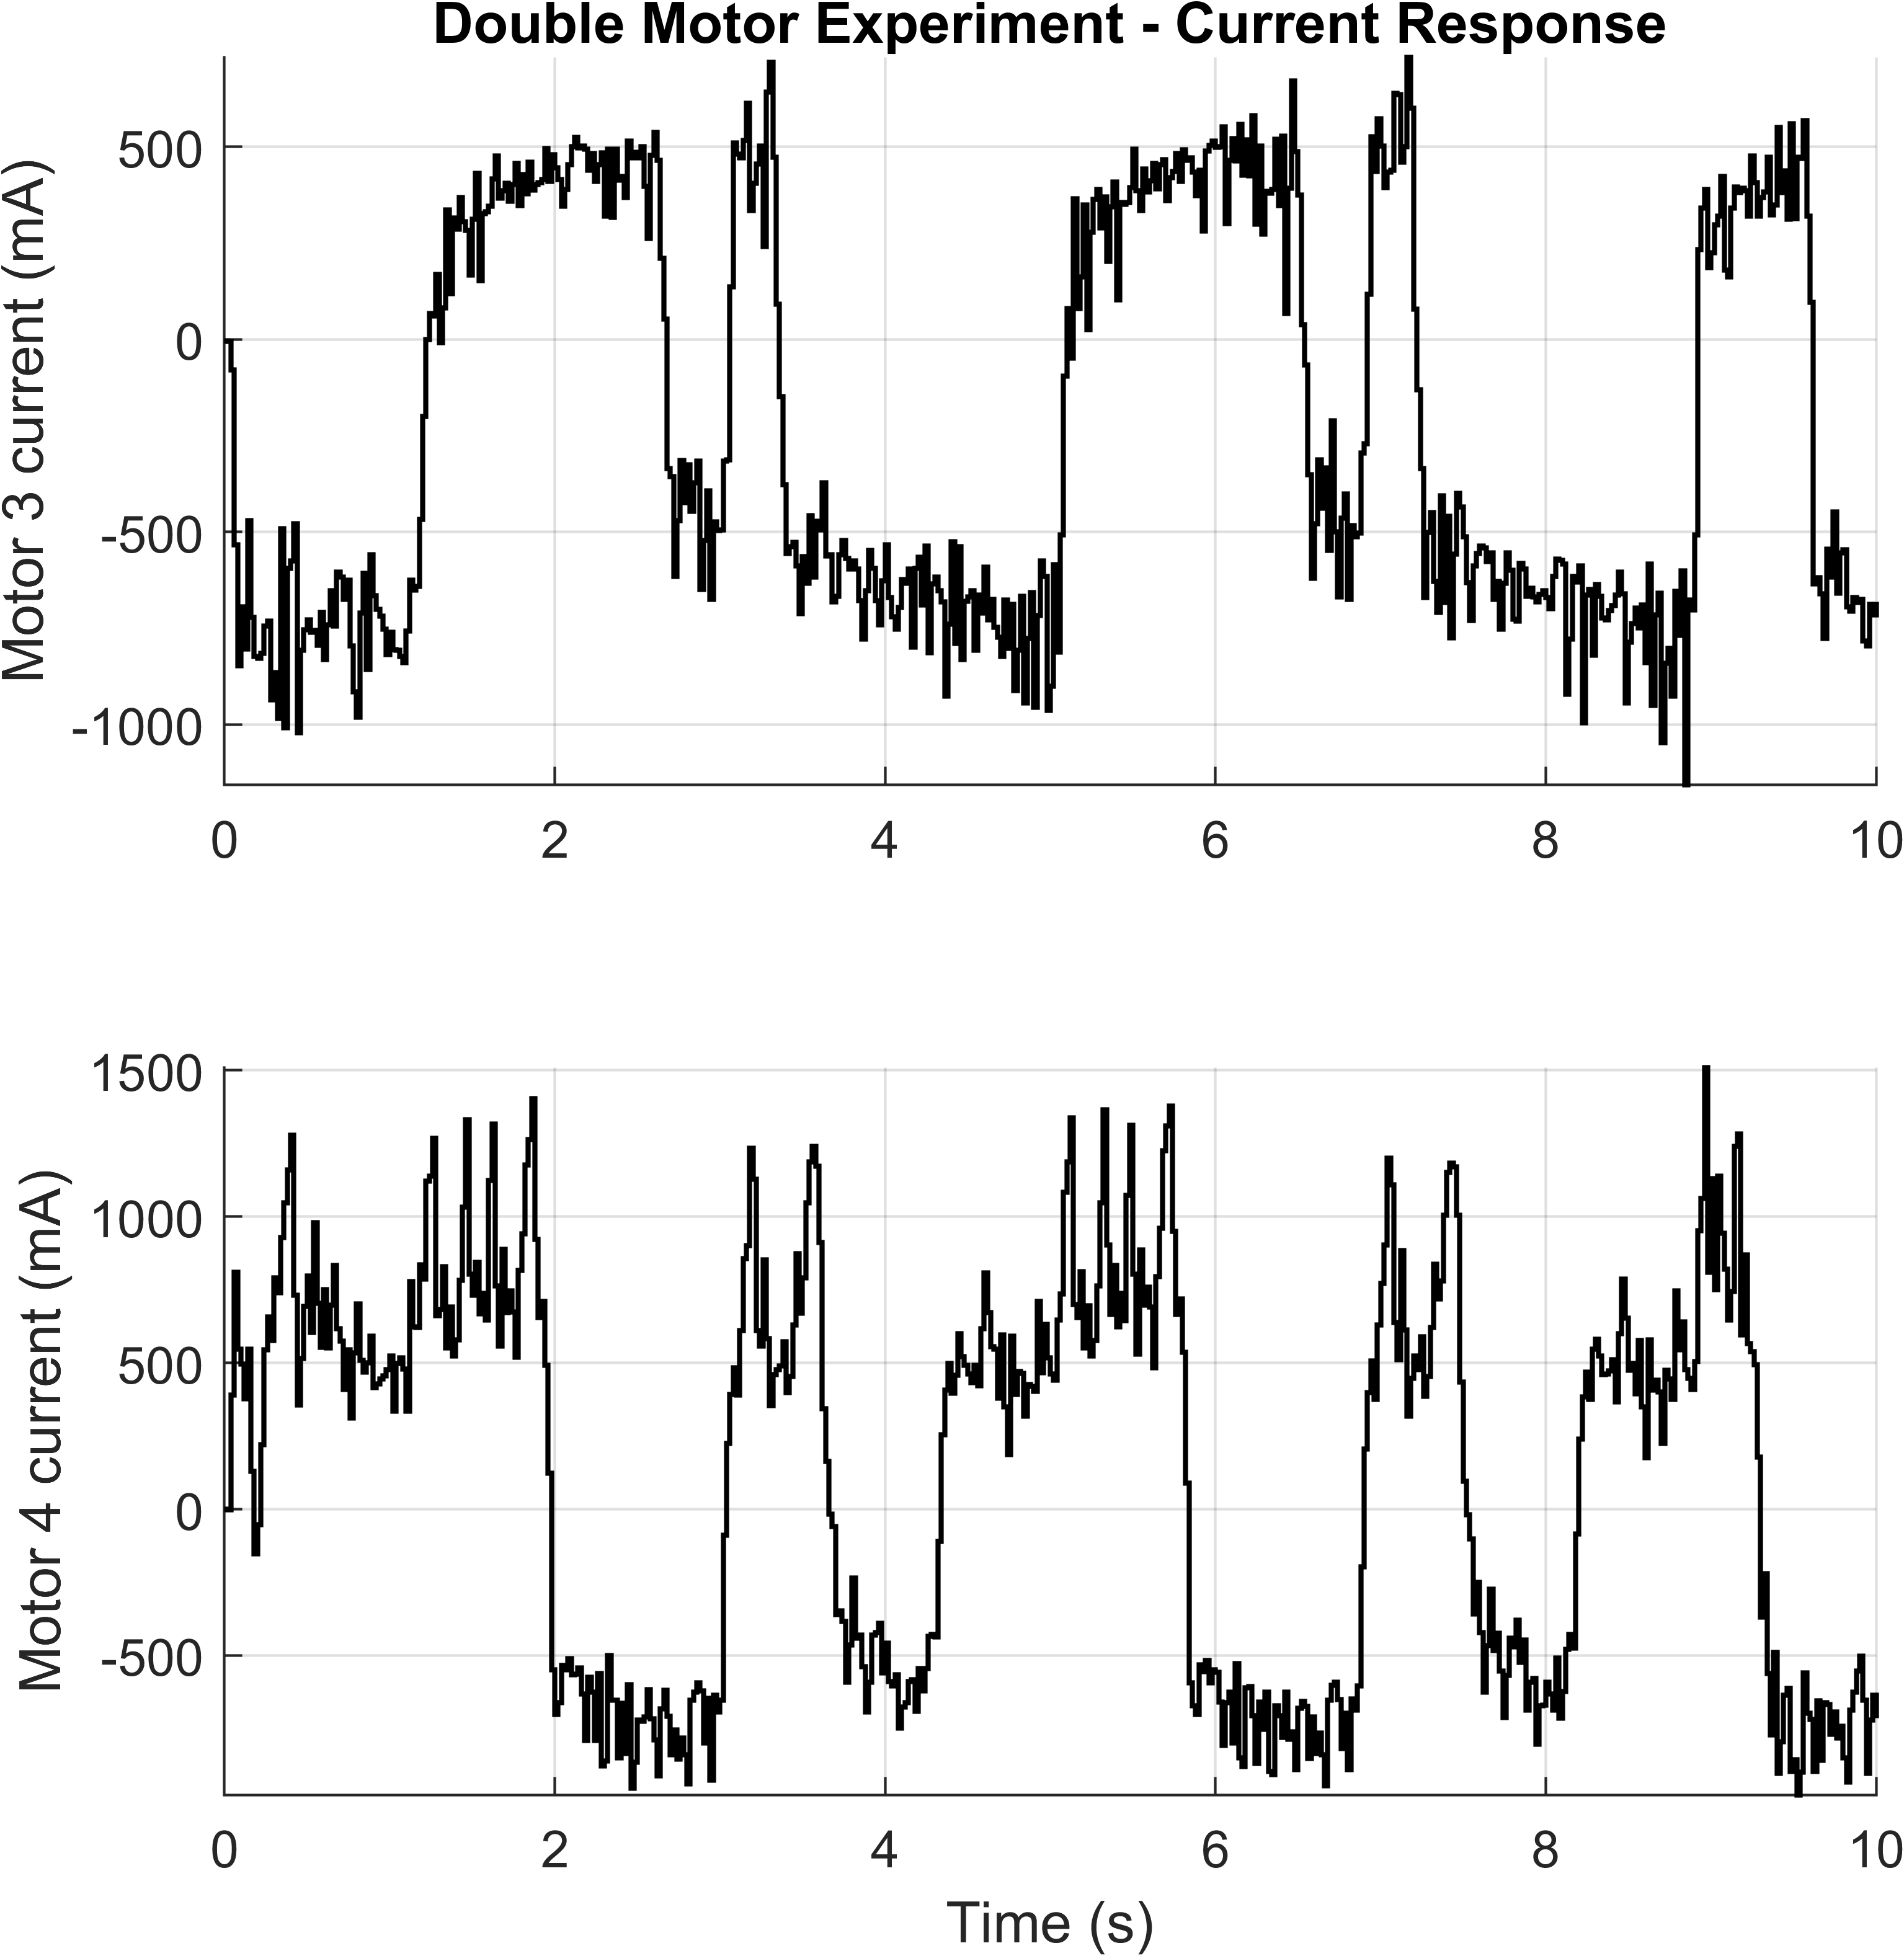 Double Motor Experiment - Current Response
Motor 3 current (mA)
500
0
-500
-1000
0 2 4 6 8 10
Motor 4 current (mA)
1500
1000
500
0
-500
0 2 4 6 8 10
Time (s)